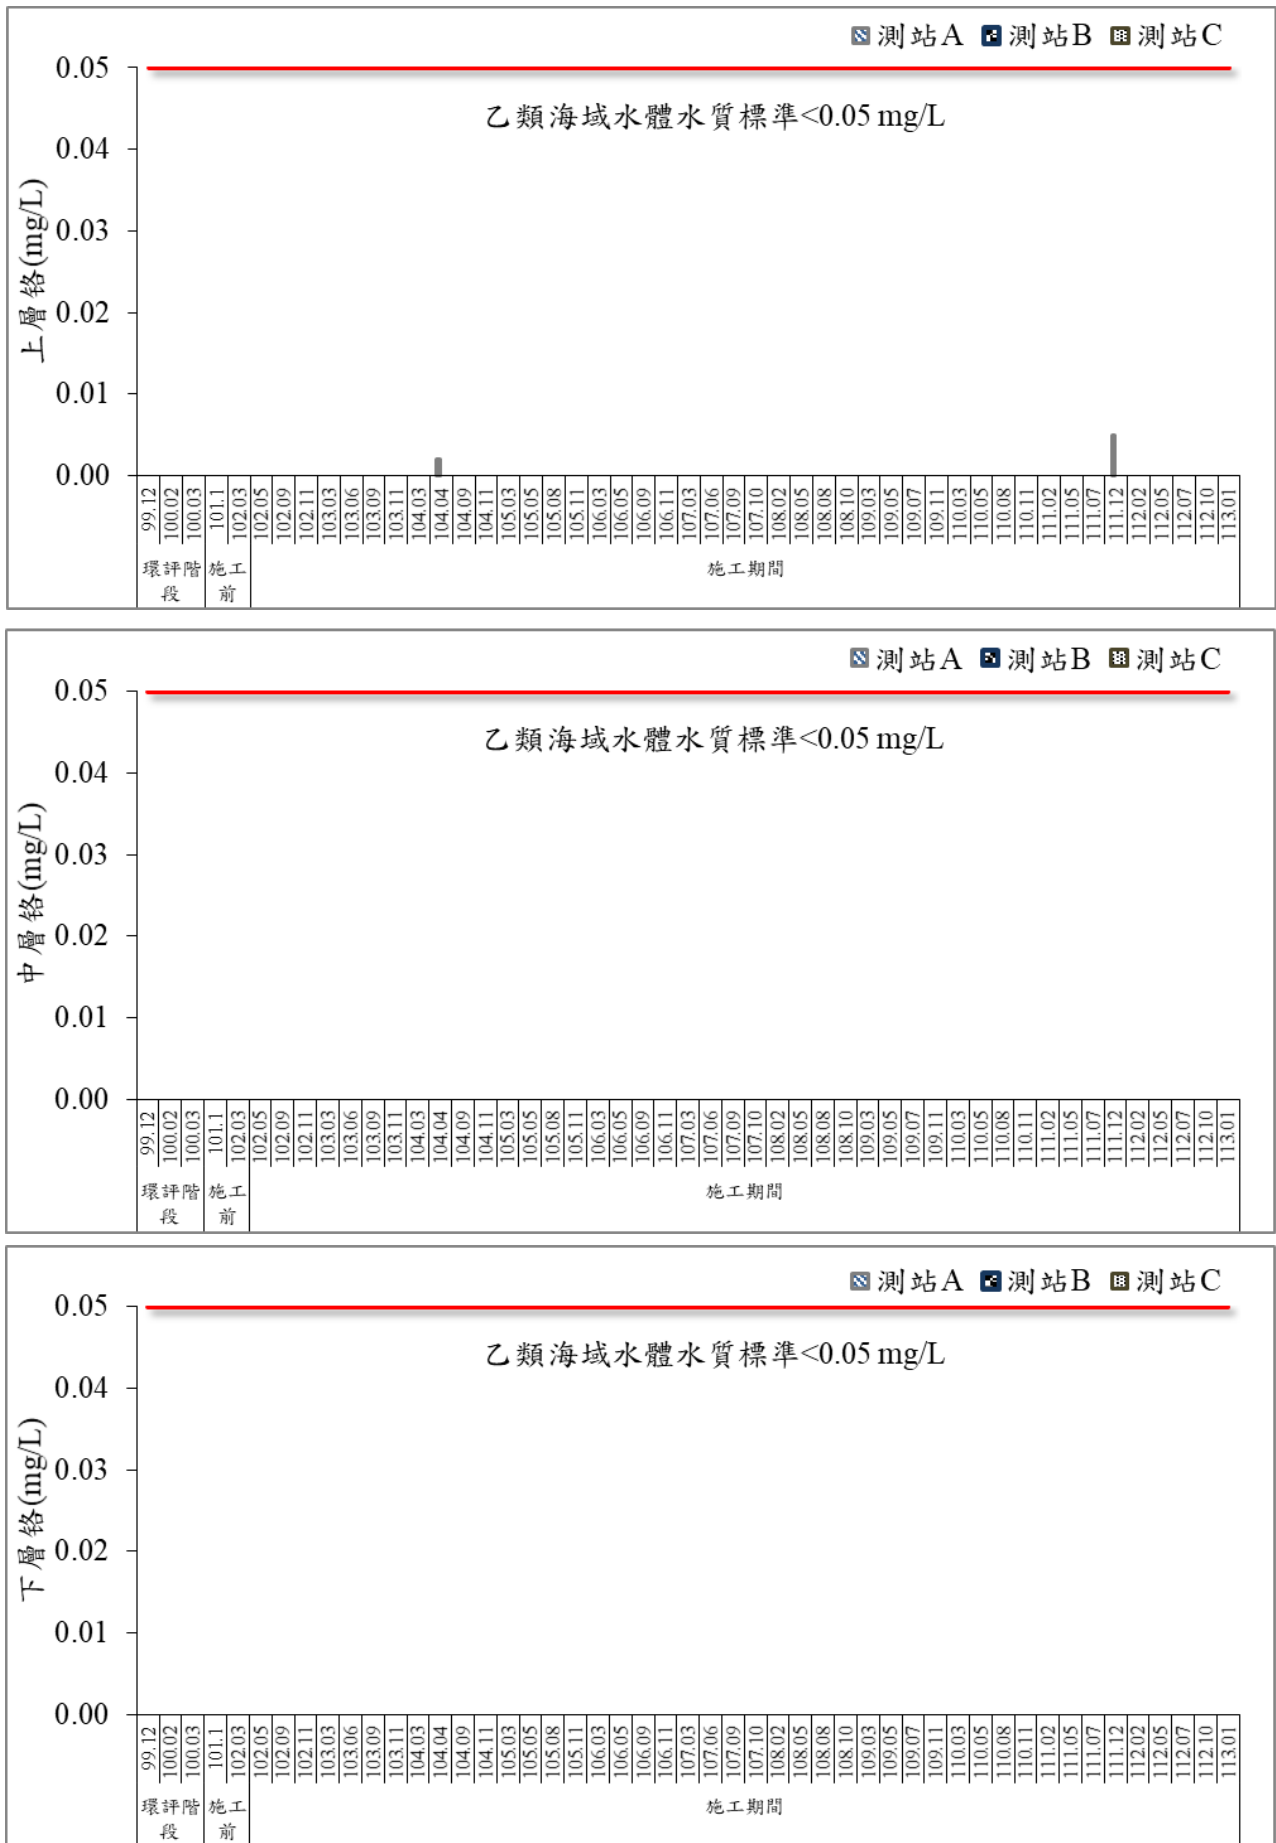 測站A 測站B 測站C
0.05
乙類海域水體水質標準<0.05 mg/L
0.04
0.03
0.02
0.01
0.00
上層铬(mg/L)
99.12 100.02 100.03 101.1 102.03 102.05 102.09 102.11 103.03 103.06 103.09 103.11 104.03 104.04 104.09 104.11 105.03 105.05 105.08 105.11 106.03 106.05 106.09 106.11 107.03 107.06 107.09 107.10 108.02 108.05 108.08 108.10 109.03 109.05 109.07 109.11 110.03 110.05 110.08 110.11 111.02 111.05 111.07 111.12 112.02 112.05 112.07 112.10 113.01
環評階段 施工前 施工期間
測站A 測站B 測站C
0.05
乙類海域水體水質標準<0.05 mg/L
0.04
0.03
0.02
0.01
0.00
中層铬(mg/L)
99.12 100.02 100.03 101.1 102.03 102.05 102.09 102.11 103.03 103.06 103.09 103.11 104.03 104.04 104.09 104.11 105.03 105.05 105.08 105.11 106.03 106.05 106.09 106.11 107.03 107.06 107.09 107.10 108.02 108.05 108.08 108.10 109.03 109.05 109.07 109.11 110.03 110.05 110.08 110.11 111.02 111.05 111.07 111.12 112.02 112.05 112.07 112.10 113.01
環評階段 施工前 施工期間
測站A 測站B 測站C
0.05
乙類海域水體水質標準<0.05 mg/L
0.04
0.03
0.02
0.01
0.00
下層铬(mg/L)
99.12 100.02 100.03 101.1 102.03 102.05 102.09 102.11 103.03 103.06 103.09 103.11 104.03 104.04 104.09 104.11 105.03 105.05 105.08 105.11 106.03 106.05 106.09 106.11 107.03 107.06 107.09 107.10 108.02 108.05 108.08 108.10 109.03 109.05 109.07 109.11 110.03 110.05 110.08 110.11 111.02 111.05 111.07 111.12 112.02 112.05 112.07 112.10 113.01
環評階段 施工前 施工期間